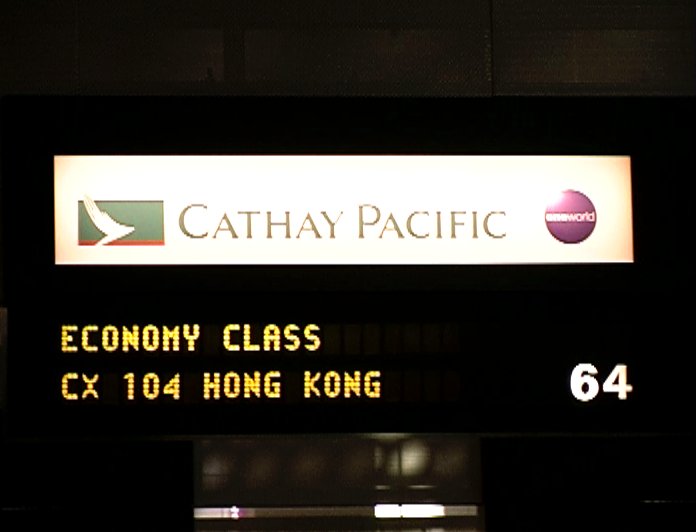 CATHAY PACIFIC
oneworld
ECONOMY CLASS
CX 104 HONG KONG
64